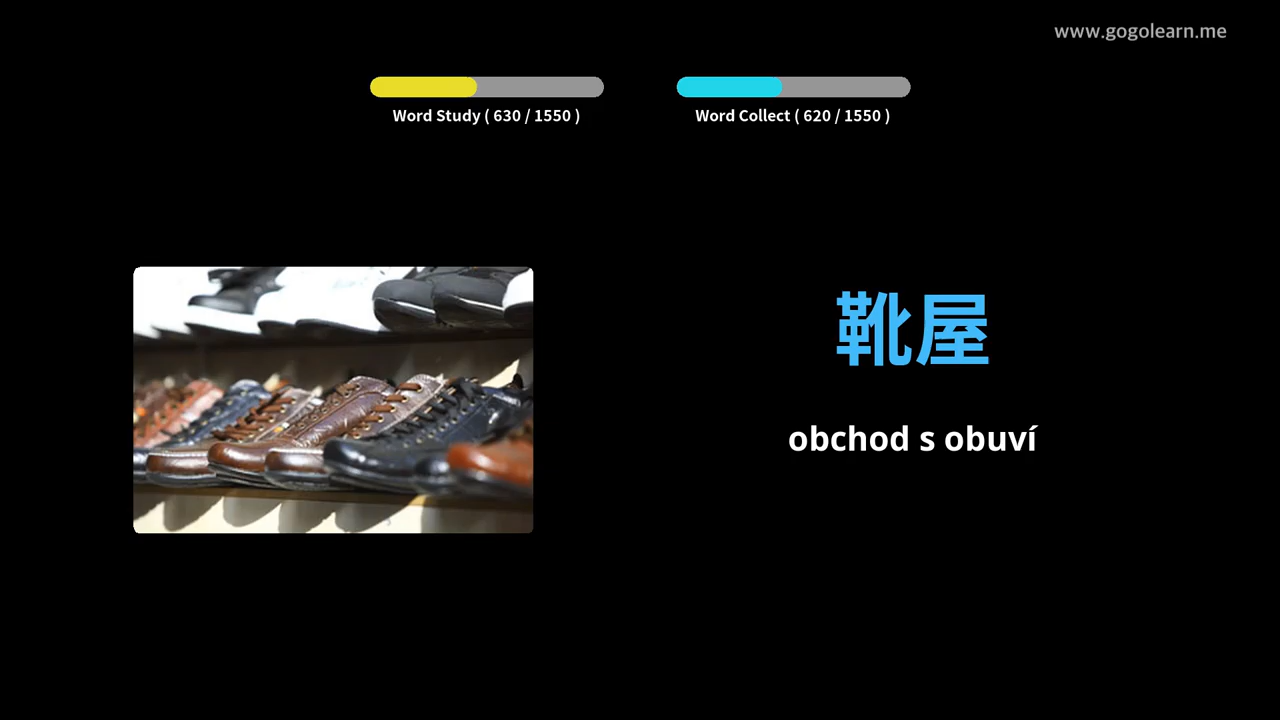 www.gogolearn.me
Word Study ( 630 / 1550 )
Word Collect ( 620 / 1550 )
靴屋
obchod s obuví